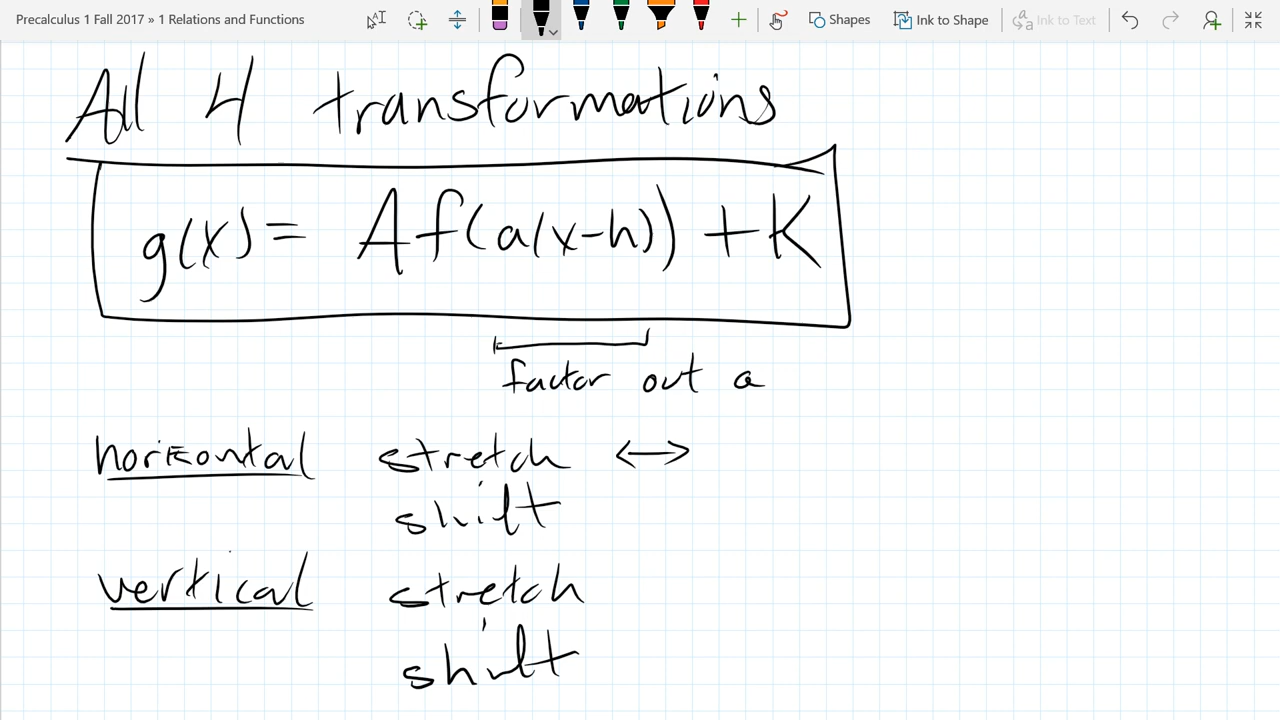 Precalculus 1 Fall 2017 » 1 Relations and Functions
Shapes
Ink to Shape
Ink to Text
All 4 transformations
g(x) = Af(a(x-h)) + K
factor out a
horizontal stretch ↔
shift
vertical stretch
shift